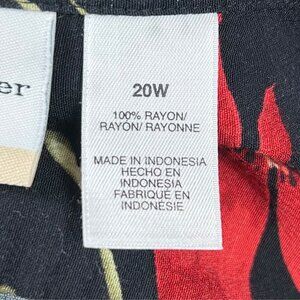 er
20W
100% RAYON/
RAYON/ RAYONNE
MADE IN INDONESIA
HECHO EN
INDONESIA
FABRIQUÉ EN
INDONÉSIE